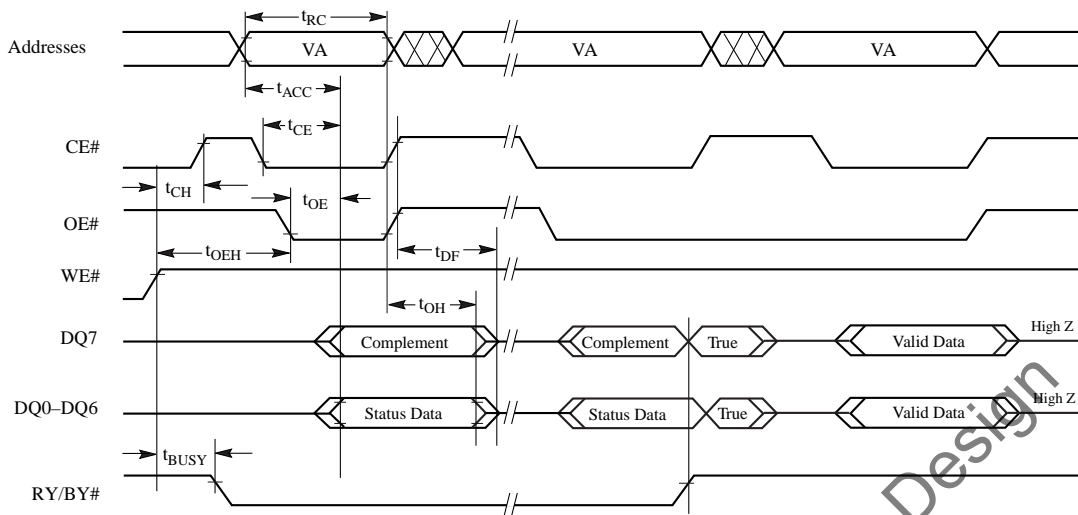 tRC
Addresses VA VA VA
tACC
tCE
CE#
tCH
tOE
OE#
tOEH
tDF
WE#
tOH
DQ7 Complement Complement True Valid Data High Z
DQ0–DQ6 Status Data Status Data True Valid Data High Z
tBUSY
RY/BY#
Design